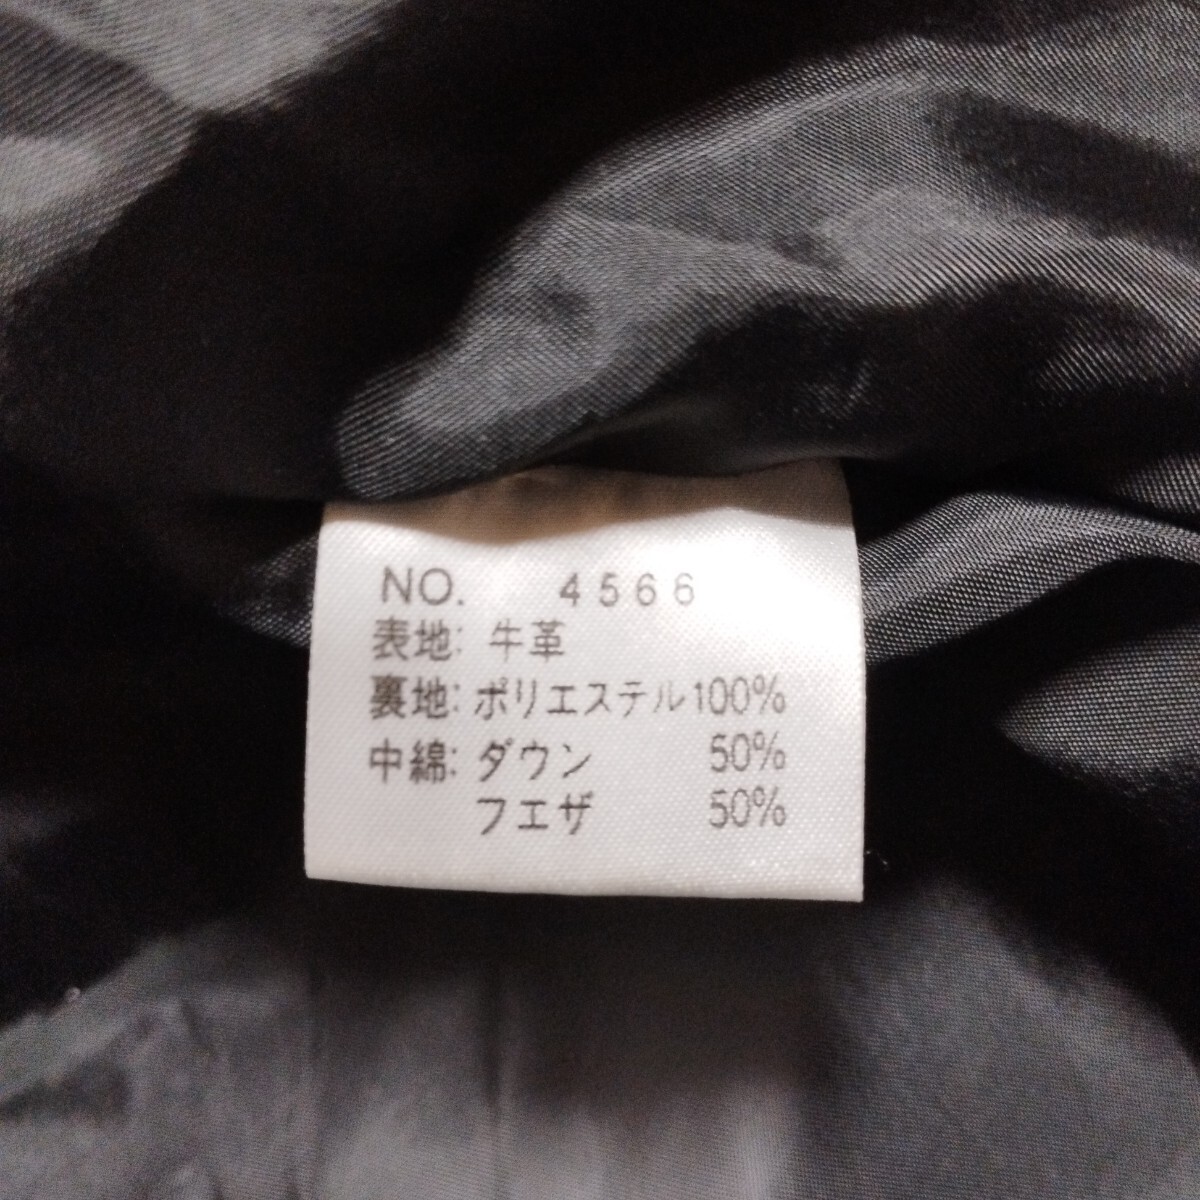 NO. 4566
表地: 牛革
裏地: ポリエステル100%
中綿: ダウン 50%
フエザ 50%